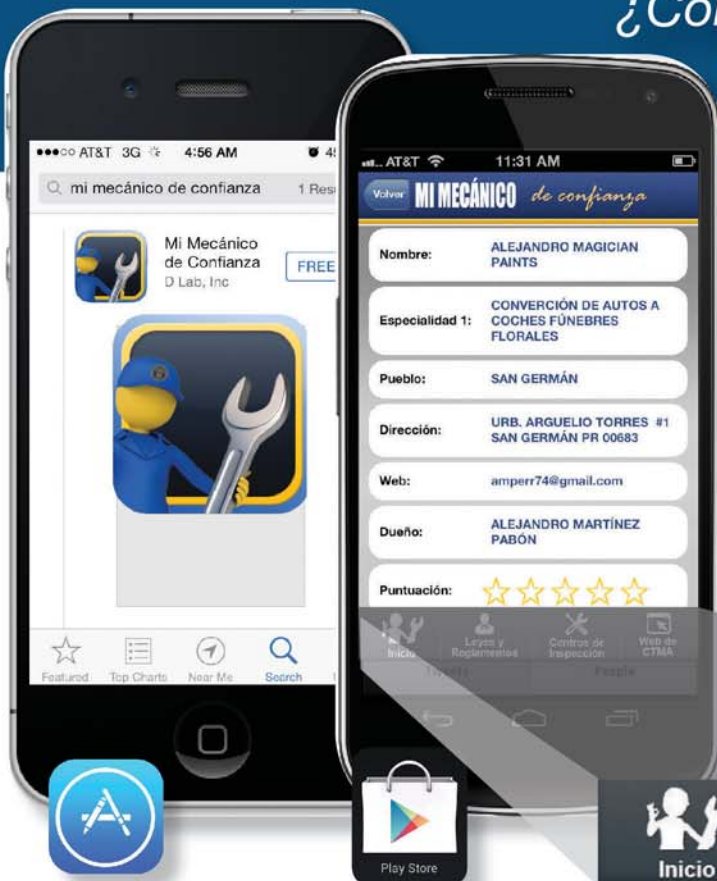 ¿Co
AT&T 3G 4:56 AM
mi mecánico de confianza
Mi Mecánico
de Confianza
D Lab, Inc
FREE
Featured
Top Charts
Near Me
Search
AT&T 11:31 AM
Volver MI MECÁNICO de confianza
Nombre: ALEJANDRO MAGICIAN
PAINTS
Especialidad 1: CONVERCIÓN DE AUTOS A
COCHES FÚNEBRES
FLORALES
Pueblo: SAN GERMÁN
Dirección: URB. ARGUELIO TORRES #1
SAN GERMÁN PR 00683
Web: amperr74@gmail.com
Dueño: ALEJANDRO MARTÍNEZ
PABÓN
Puntuación:
Inicio
Leyes y
Reglamentos
Centros de
Inspección
Web de
CTMA
Tweets
People
Play Store
Inicio